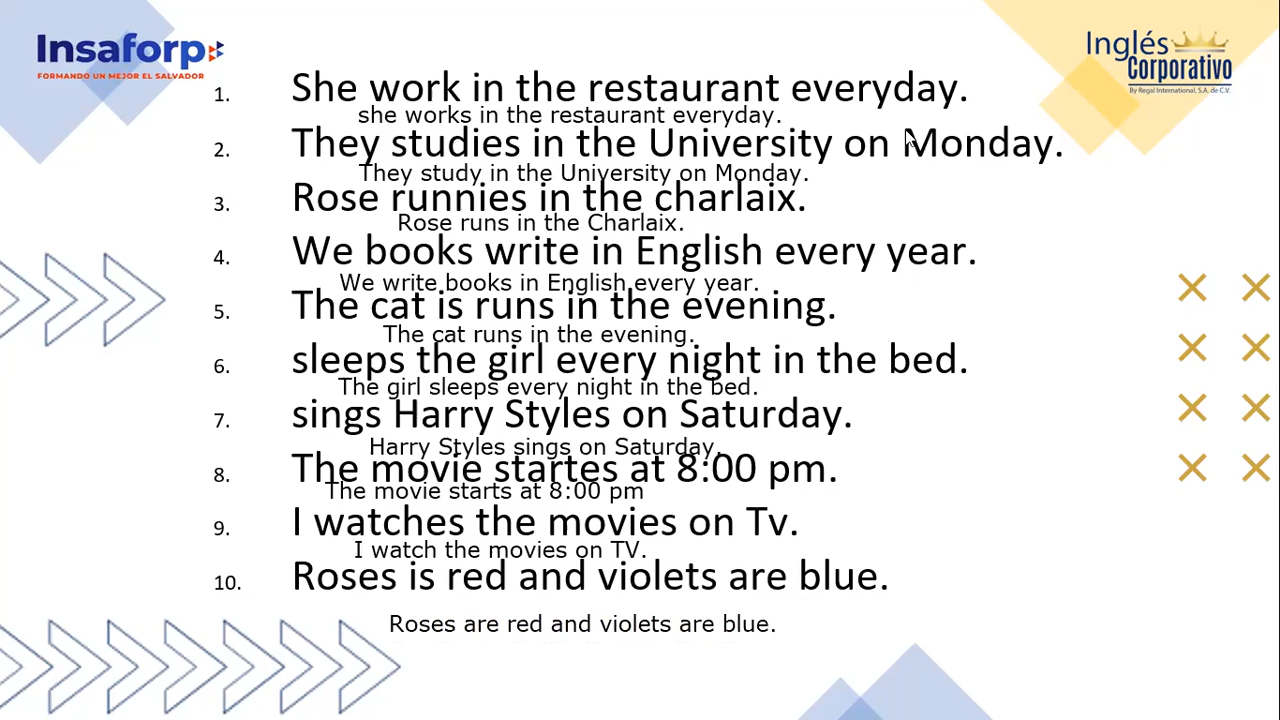 Insaforp
FORMANDO UN MEJOR EL SALVADOR
Inglés
Corporativo
By Regal International, S.A. de C.V.
1. She work in the restaurant everyday.
she works in the restaurant everyday.
2. They studies in the University on Monday.
They study in the University on Monday.
3. Rose runnies in the charlaix.
Rose runs in the Charlaix.
4. We books write in English every year.
We write books in English every year.
5. The cat is runs in the evening.
The cat runs in the evening.
6. sleeps the girl every night in the bed.
The girl sleeps every night in the bed.
7. sings Harry Styles on Saturday.
Harry Styles sings on Saturday.
8. The movie startes at 8:00 pm.
The movie starts at 8:00 pm
9. I watches the movies on Tv.
I watch the movies on TV.
10. Roses is red and violets are blue.
Roses are red and violets are blue.